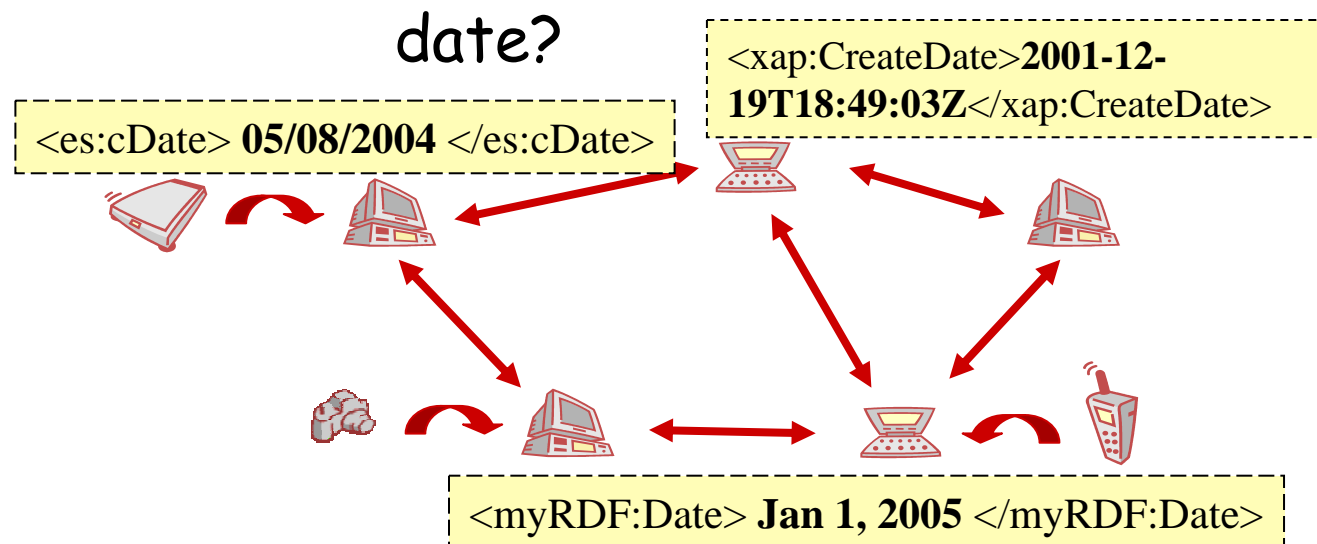 date?
<xap:CreateDate>2001-12-
19T18:49:03Z</xap:CreateDate>
<es:cDate> 05/08/2004 </es:cDate>
<myRDF:Date> Jan 1, 2005 </myRDF:Date>